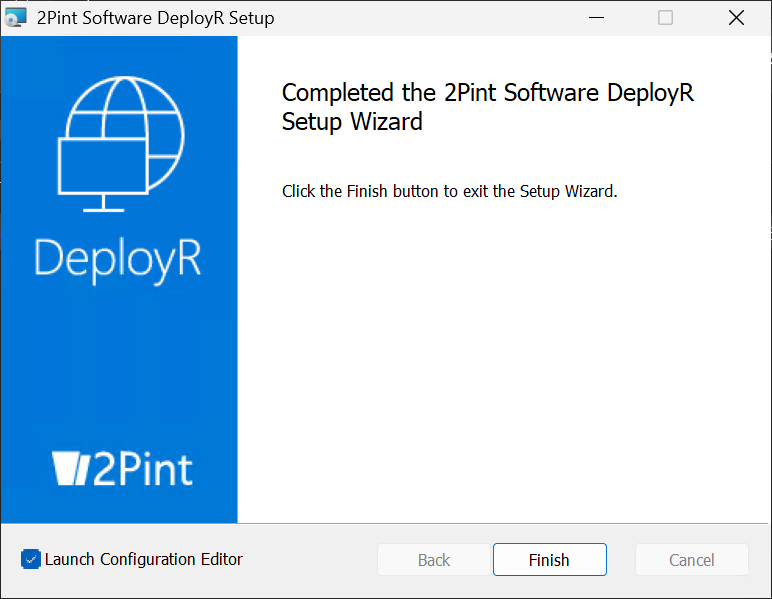 2Pint Software DeployR Setup
Completed the 2Pint Software DeployR
Setup Wizard
Click the Finish button to exit the Setup Wizard.
DeployR
2Pint
Launch Configuration Editor
Back
Finish
Cancel